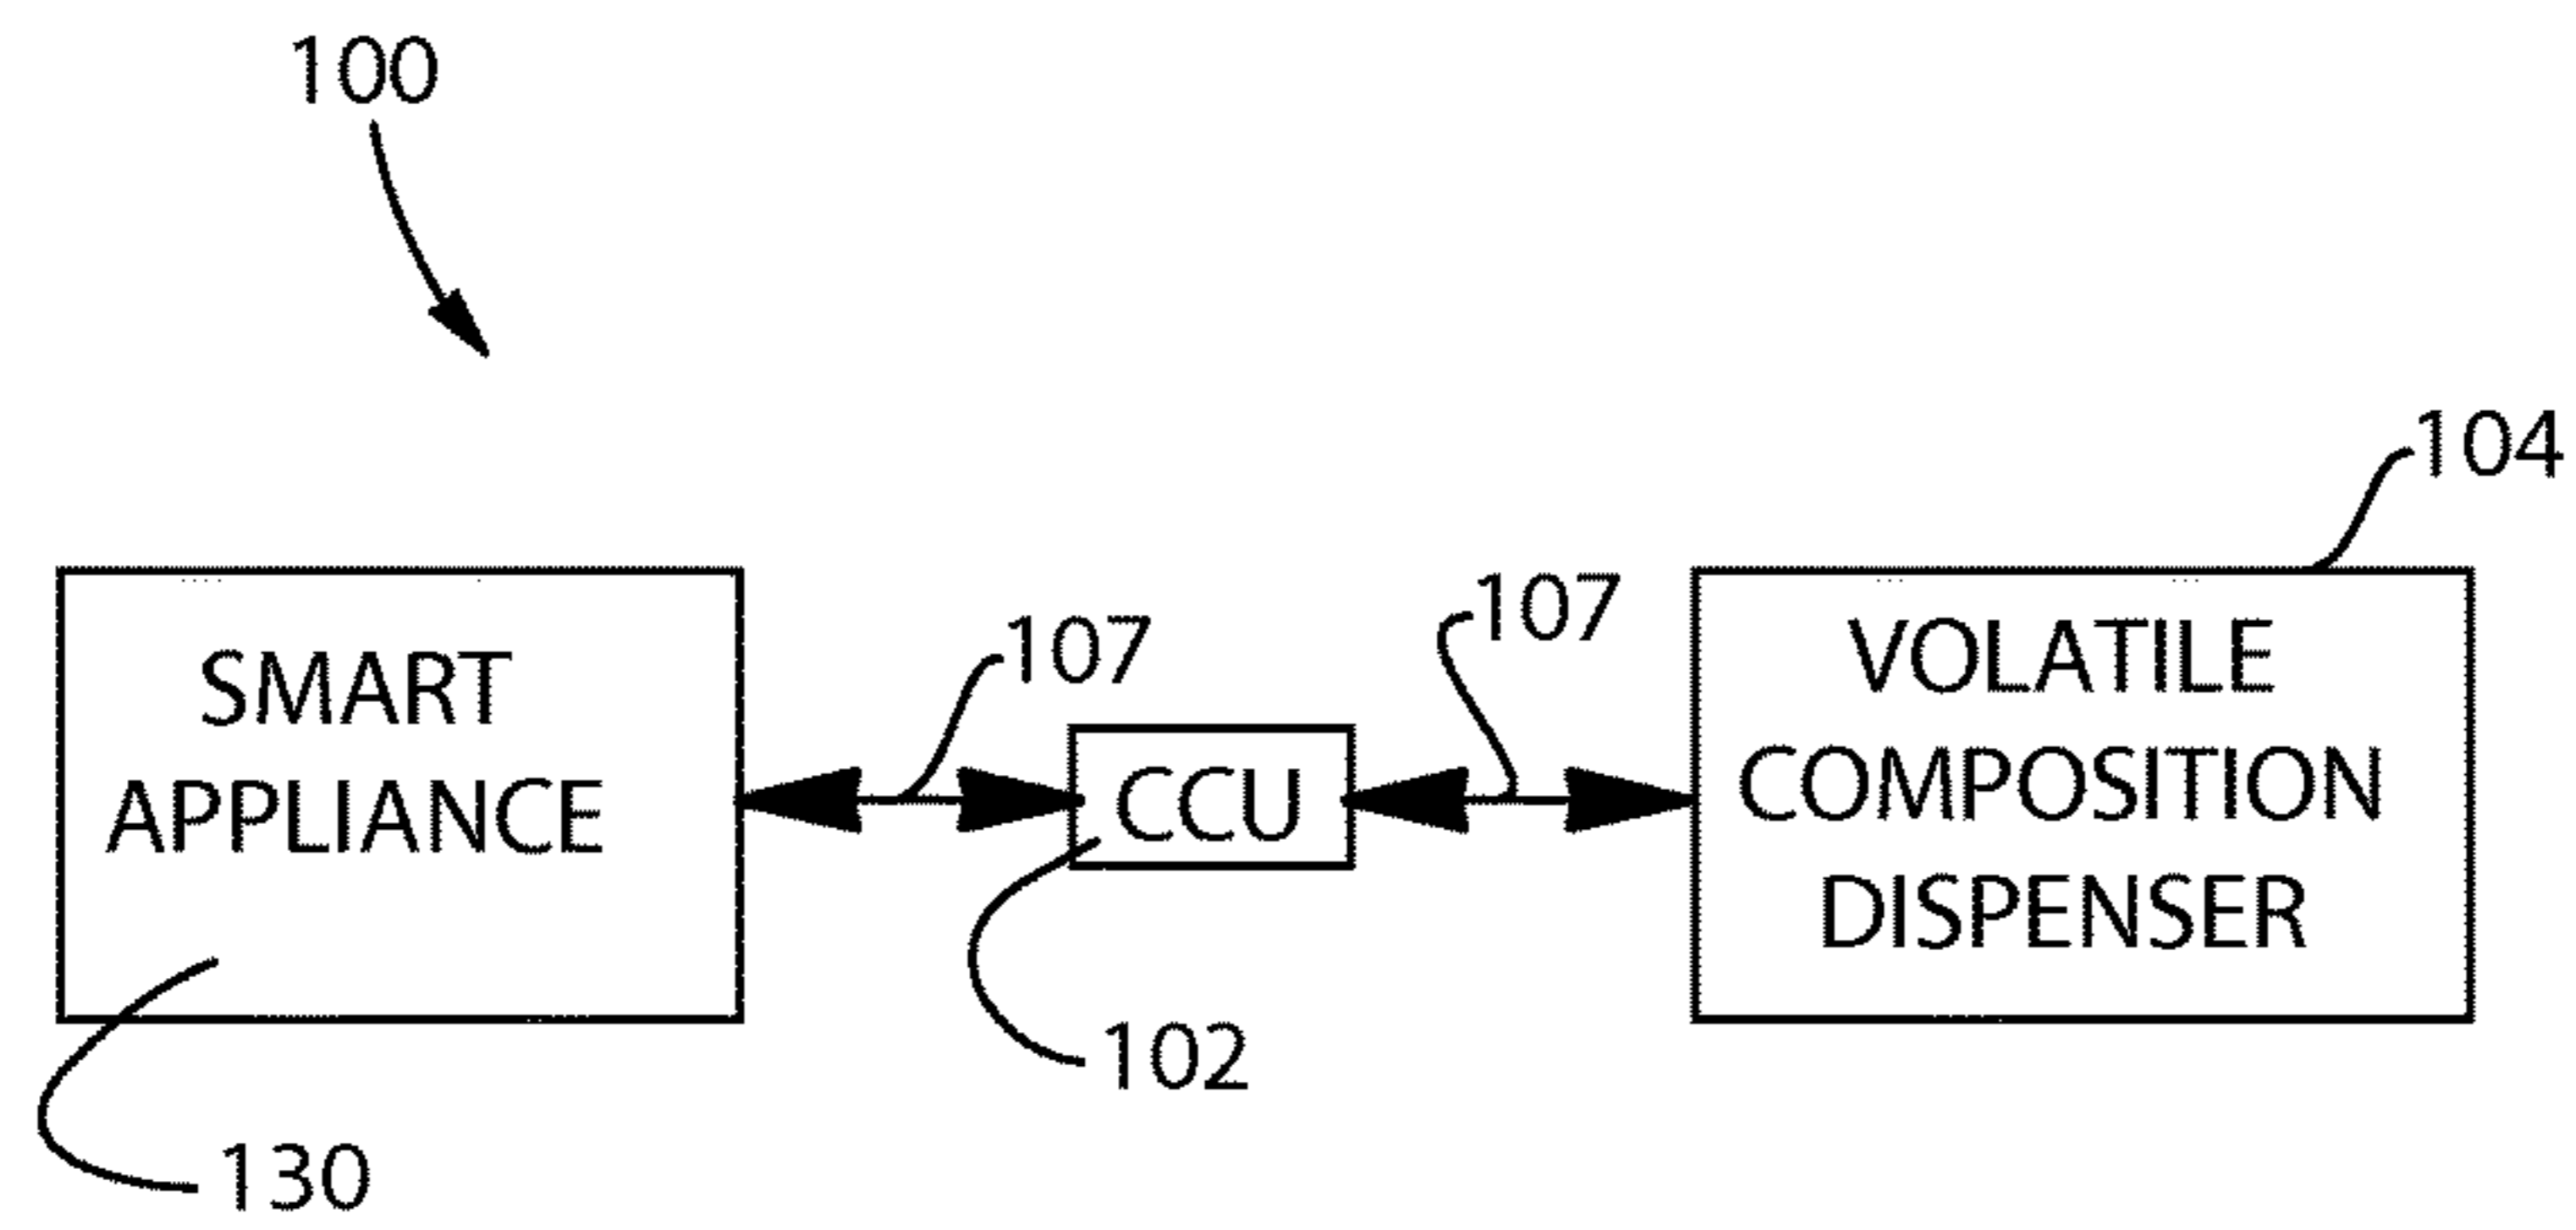 100
104
107
107
SMART
APPLIANCE
CCU
VOLATILE
COMPOSITION
DISPENSER
102
130